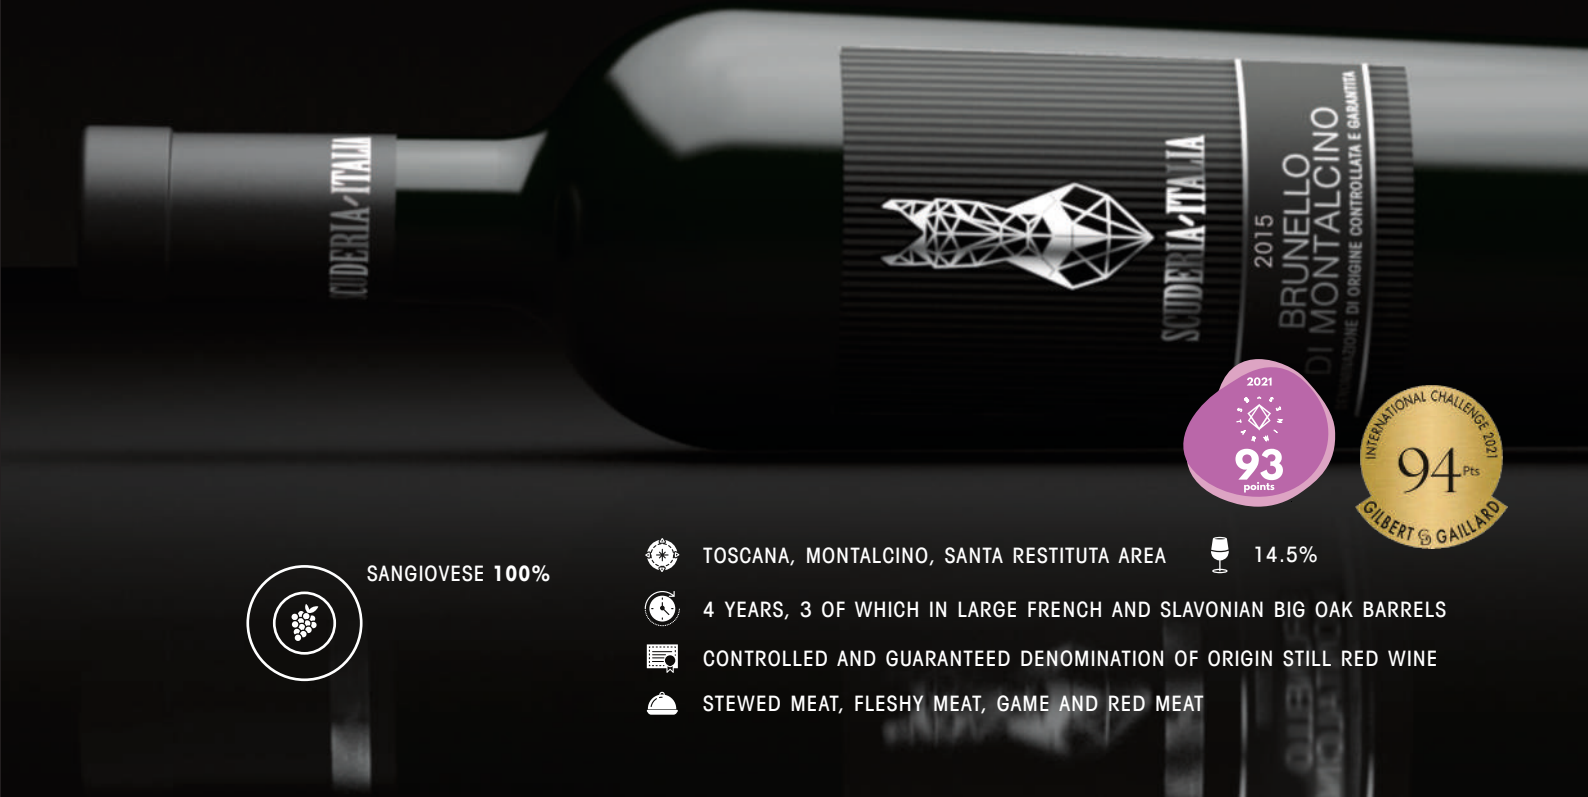 SCUDERIA ITALIA
SCUDERIA ITALIA
2015
BRUNELLO
DI MONTALCINO
DENOMINAZIONE DI ORIGINE CONTROLLATA E GARANTITA
2021
93
points
INTERNATIONAL CHALLENGE 2021
94 Pts
GILBERT & GAILLARD
SANGIOVESE 100%
TOSCANA, MONTALCINO, SANTA RESTITUTA AREA
14.5%
4 YEARS, 3 OF WHICH IN LARGE FRENCH AND SLAVONIAN BIG OAK BARRELS
CONTROLLED AND GUARANTEED DENOMINATION OF ORIGIN STILL RED WINE
STEWED MEAT, FLESHY MEAT, GAME AND RED MEAT